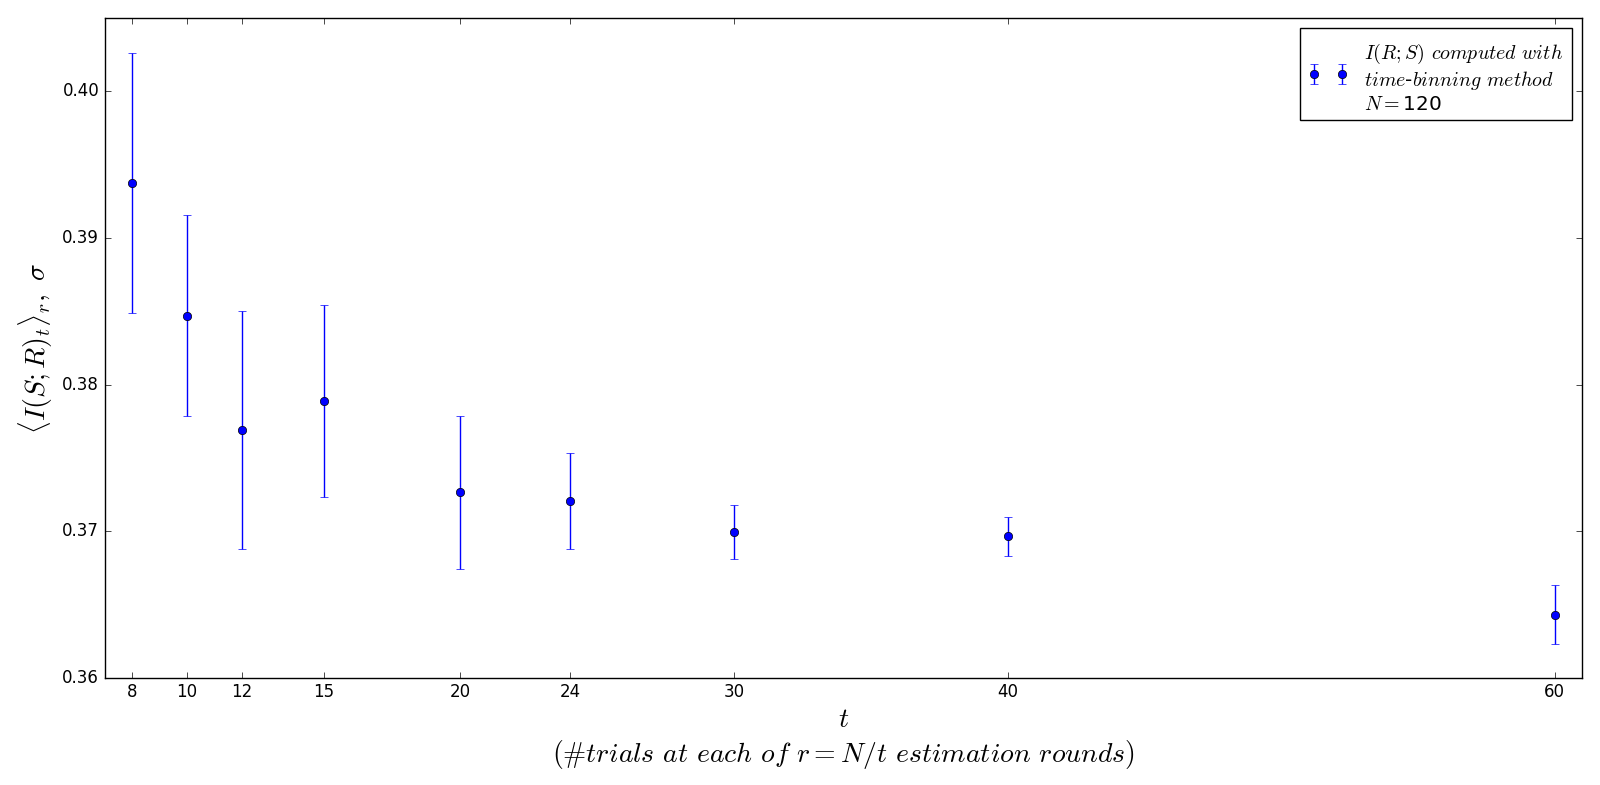 I(R; S) computed with
time-binning method
N = 120
0.40
0.39
0.38
0.37
0.36
⟨I(S; R)_t⟩_r, σ
8 10 12 15 20 24 30 40 60
t
(#trials at each of r = N/t estimation rounds)